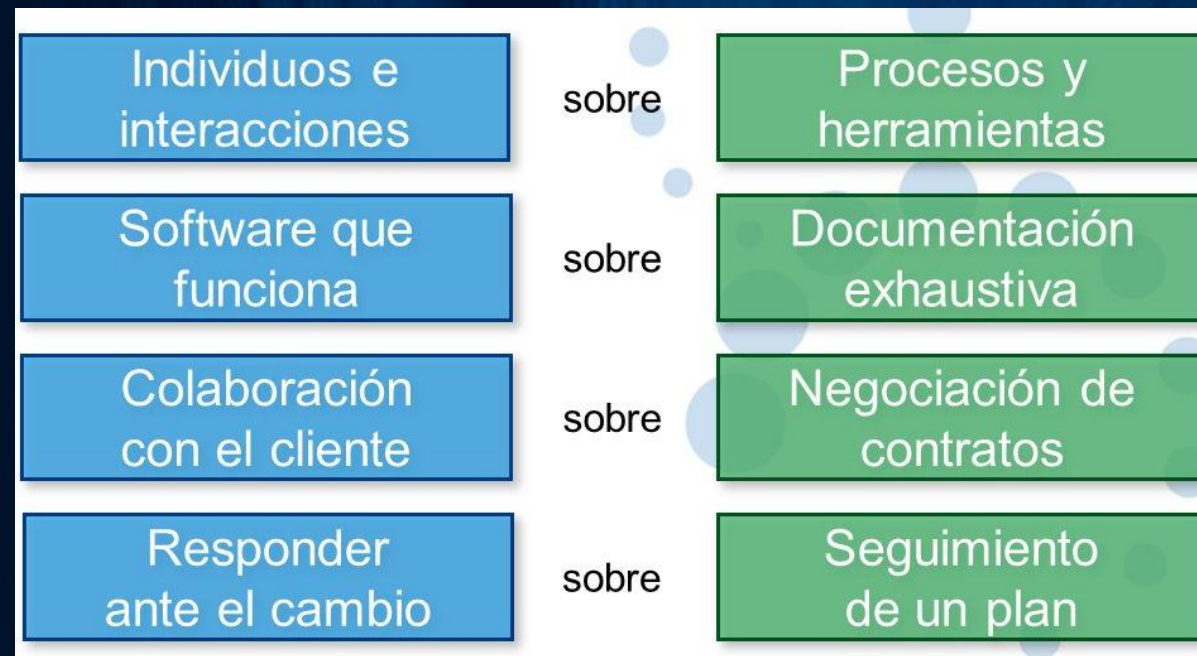 Individuos e
interacciones
sobre
Procesos y
herramientas
Software que
funciona
sobre
Documentación
exhaustiva
Colaboración
con el cliente
sobre
Negociación de
contratos
Responder
ante el cambio
sobre
Seguimiento
de un plan